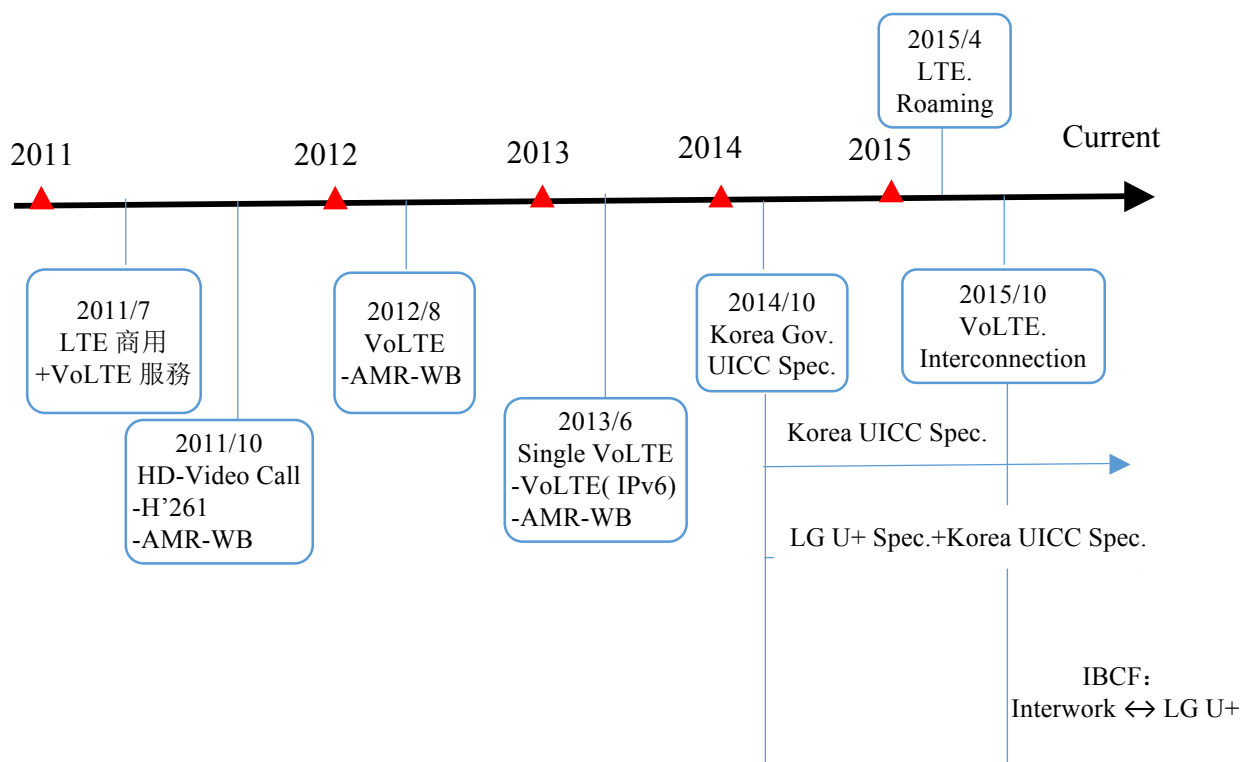 2015/4
LTE.
Roaming
2011
2012
2013
2014
2015
Current
2011/7
LTE 商用
+VoLTE 服務
2011/10
HD-Video Call
-H’261
-AMR-WB
2012/8
VoLTE
-AMR-WB
2013/6
Single VoLTE
-VoLTE( IPv6)
-AMR-WB
2014/10
Korea Gov.
UICC Spec.
2015/10
VoLTE.
Interconnection
Korea UICC Spec.
LG U+ Spec.+Korea UICC Spec.
IBCF：
Interwork ↔ LG U+